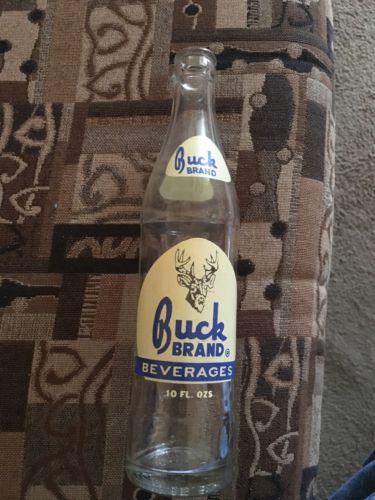 Buck
BRAND
Buck
BRAND®
BEVERAGES
10 FL. OZS